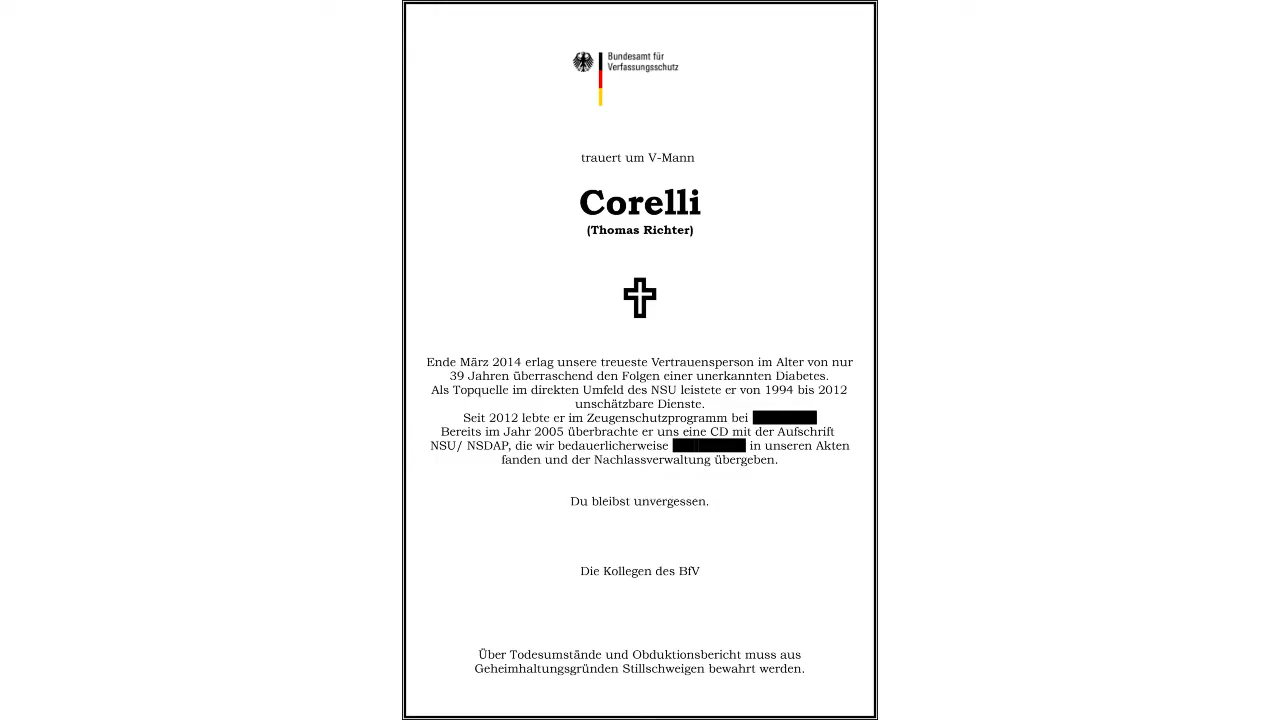 Bundesamt für
Verfassungsschutz
trauert um V-Mann
Corelli
(Thomas Richter)
Ende März 2014 erlag unsere treueste Vertrauensperson im Alter von nur
39 Jahren überraschend den Folgen einer unerkannten Diabetes.
Als Topquelle im direkten Umfeld des NSU leistete er von 1994 bis 2012
unschätzbare Dienste.
Seit 2012 lebte er im Zeugenschutzprogramm bei
Bereits im Jahr 2005 überbrachte er uns eine CD mit der Aufschrift
NSU/ NSDAP, die wir bedauerlicherweise in unseren Akten
fanden und der Nachlassverwaltung übergeben.
Du bleibst unvergessen.
Die Kollegen des BfV
Über Todesumstände und Obduktionsbericht muss aus
Geheimhaltungsgründen Stillschweigen bewahrt werden.